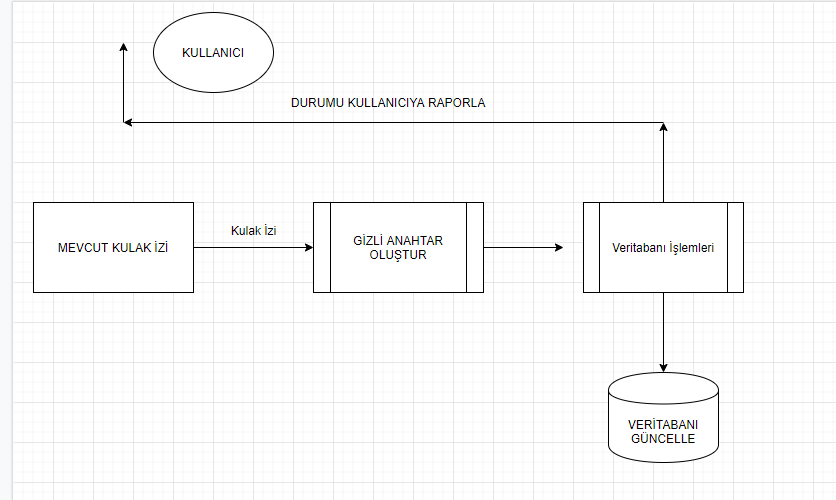 KULLANICI
DURUMU KULLANICIYA RAPORLA
MEVCUT KULAK İZİ
Kulak İzi
GİZLİ ANAHTAR
OLUŞTUR
Veritabanı İşlemleri
VERİTABANI
GÜNCELLE